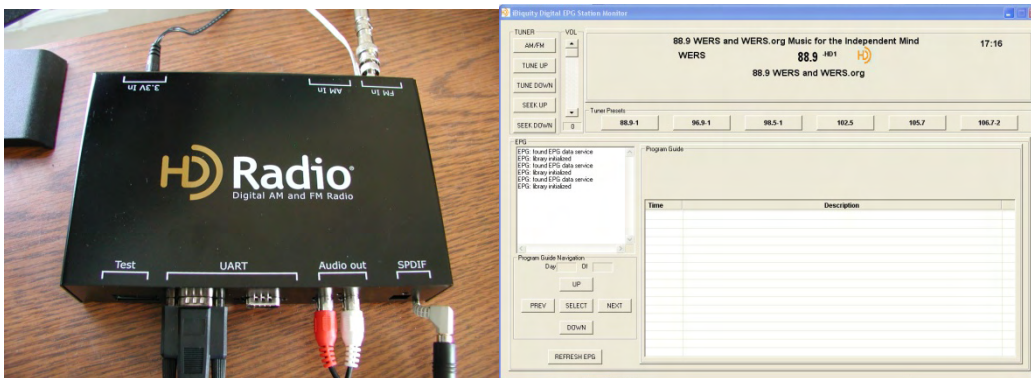 3.3V In
AM In
FM In
HD Radio®
Digital AM and FM Radio
Test
UART
Audio out
SPDIF
iBiquity Digital EPG Station Monitor
TUNER
VOL
AM/FM
TUNE UP
TUNE DOWN
SEEK UP
SEEK DOWN
0
88.9 WERS and WERS.org Music for the Independent Mind
17:16
WERS
88.9 -HD1
HD
88.9 WERS and WERS.org
Tuner Presets
88.9-1
96.9-1
98.5-1
102.5
105.7
106.7-2
EPG
EPG: found EPG data service
EPG: library initialized
EPG: found EPG data service
EPG: library initialized
EPG: found EPG data service
EPG: library initialized
Program Guide Navigation
Day
Of
UP
PREV
SELECT
NEXT
DOWN
REFRESH EPG
Program Guide
Time
Description